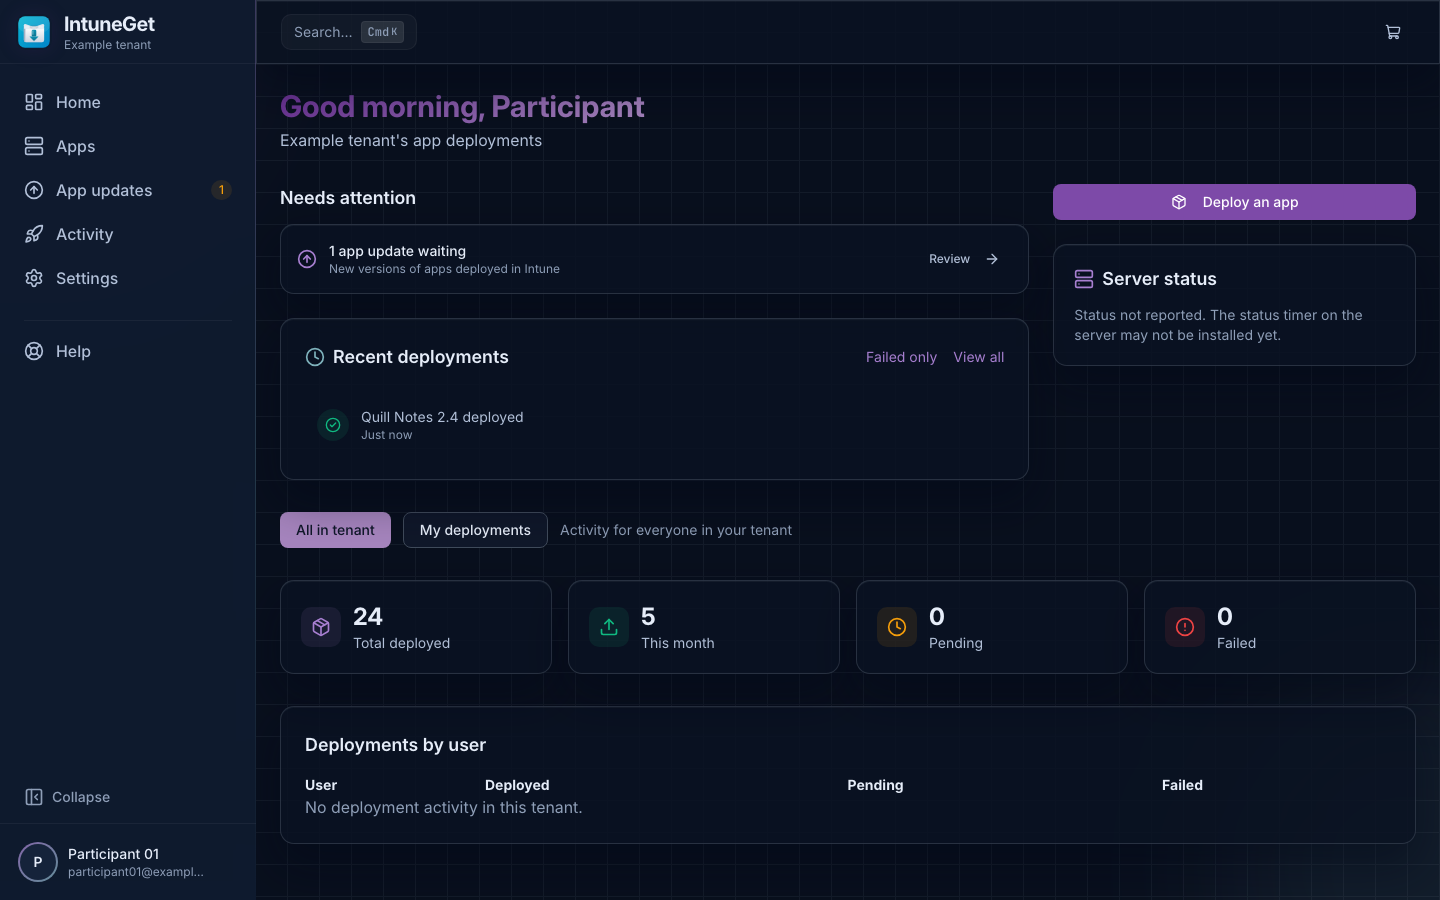 IntuneGet
Example tenant
Search...
Cmd K
Home
Apps
App updates
1
Activity
Settings
Help
Collapse
P
Participant 01
participant01@exampl...
Good morning, Participant
Example tenant's app deployments
Needs attention
1 app update waiting
New versions of apps deployed in Intune
Review
Deploy an app
Server status
Status not reported. The status timer on the
server may not be installed yet.
Recent deployments
Failed only
View all
Quill Notes 2.4 deployed
Just now
All in tenant
My deployments
Activity for everyone in your tenant
24
Total deployed
5
This month
0
Pending
0
Failed
Deployments by user
User Deployed Pending Failed
No deployment activity in this tenant.